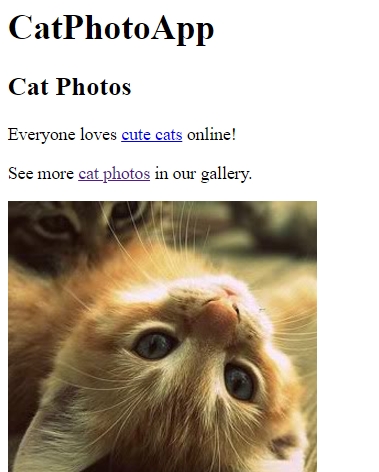 CatPhotoApp
Cat Photos
Everyone loves cute cats online!
See more cat photos in our gallery.